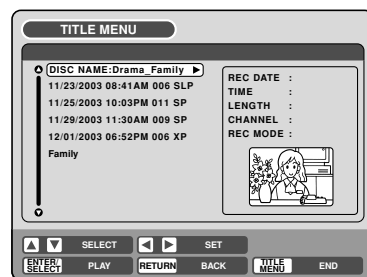 TITLE MENU
DISC NAME:Drama_Family
11/23/2003 08:41AM 006 SLP
11/25/2003 10:03PM 011 SP
11/29/2003 11:30AM 009 SP
12/01/2003 06:52PM 006 XP
Family
REC DATE :
TIME :
LENGTH :
CHANNEL :
REC MODE :
SELECT SET
ENTER/SELECT PLAY RETURN BACK TITLE MENU END